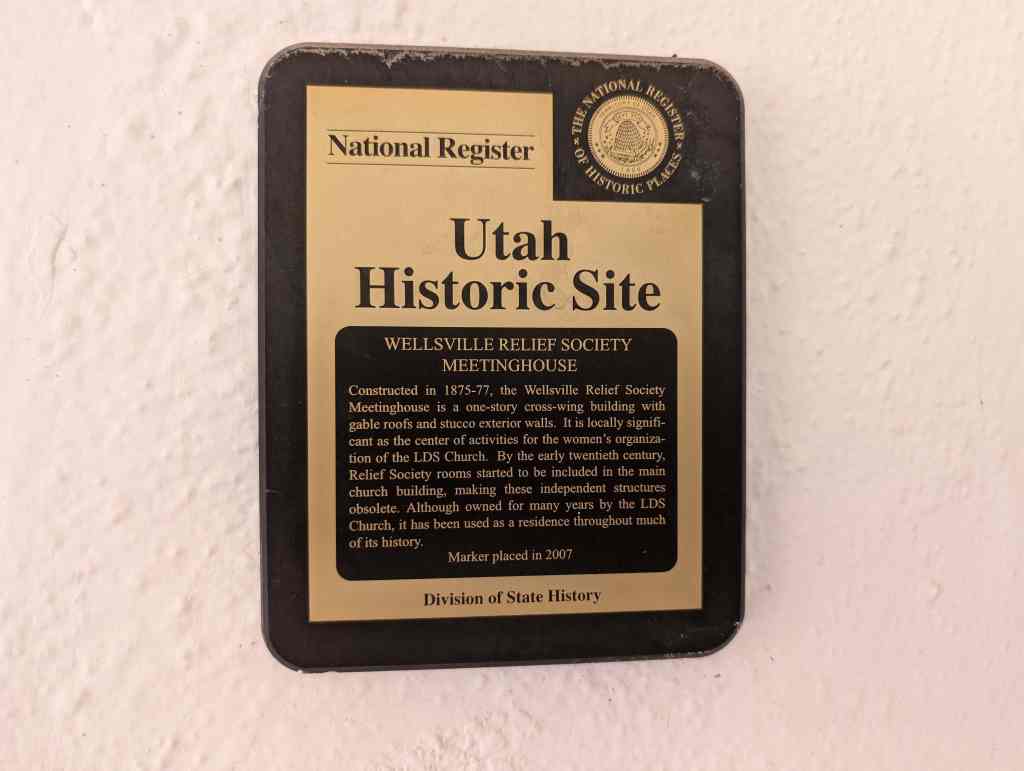 THE NATIONAL REGISTER
OF HISTORIC PLACES
National Register
Utah
Historic Site
WELLSVILLE RELIEF SOCIETY
MEETINGHOUSE
Constructed in 1875-77, the Wellsville Relief Society
Meetinghouse is a one-story cross-wing building with
gable roofs and stucco exterior walls. It is locally signifi-
cant as the center of activities for the women's organiza-
tion of the LDS Church. By the early twentieth century,
Relief Society rooms started to be included in the main
church building, making these independent structures
obsolete. Although owned for many years by the LDS
Church, it has been used as a residence throughout much
of its history.
Marker placed in 2007
Division of State History